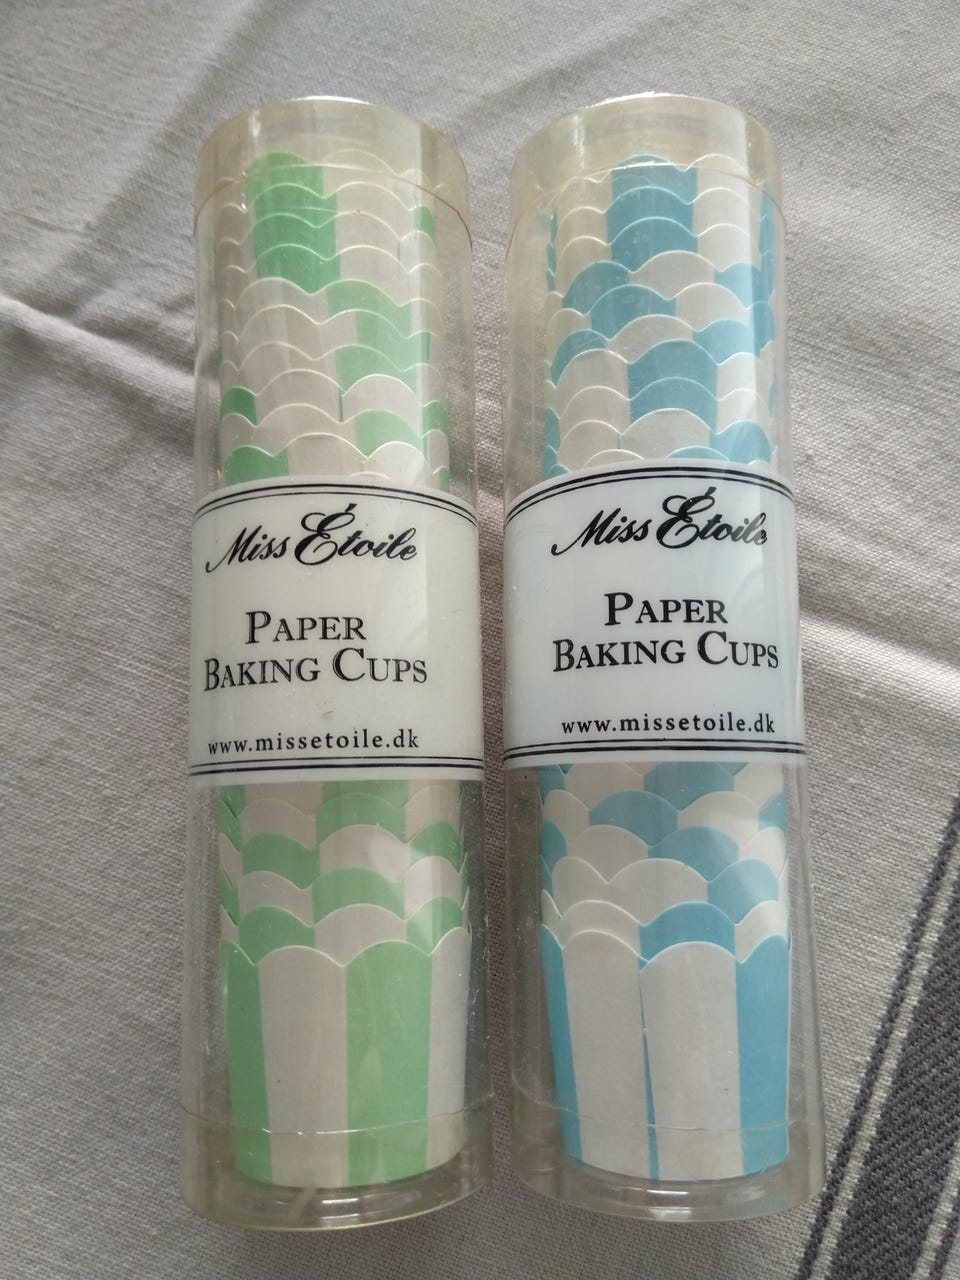 Miss Étoile
PAPER
BAKING CUPS
www.missetoile.dk
Miss Étoile
PAPER
BAKING CUPS
www.missetoile.dk